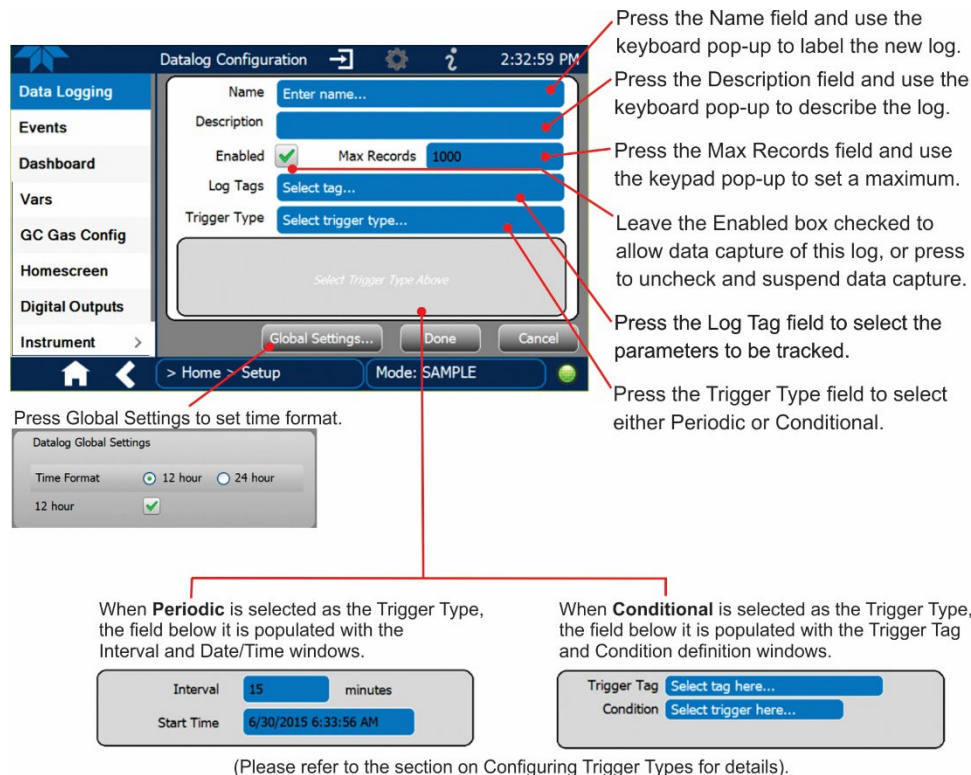 Press the Name field and use the
keyboard pop-up to label the new log.
Press the Description field and use the
keyboard pop-up to describe the log.
Press the Max Records field and use
the keypad pop-up to set a maximum.
Leave the Enabled box checked to
allow data capture of this log, or press
to uncheck and suspend data capture.
Press the Log Tag field to select the
parameters to be tracked.
Press the Trigger Type field to select
either Periodic or Conditional.
Datalog Configuration 2:32:59 PM
Data Logging
Events
Dashboard
Vars
GC Gas Config
Homescreen
Digital Outputs
Instrument >
Name Enter name...
Description
Enabled Max Records 1000
Log Tags Select tag...
Trigger Type Select trigger type...
Select Trigger Type Above
Global Settings... Done Cancel
> Home > Setup Mode: SAMPLE
Press Global Settings to set time format.
Datalog Global Settings
Time Format 12 hour 24 hour
12 hour
When Periodic is selected as the Trigger Type,
the field below it is populated with the
Interval and Date/Time windows.
Interval 15 minutes
Start Time 6/30/2015 6:33:56 AM
When Conditional is selected as the Trigger Type,
the field below it is populated with the Trigger Tag
and Condition definition windows.
Trigger Tag Select tag here...
Condition Select trigger here...
(Please refer to the section on Configuring Trigger Types for details).